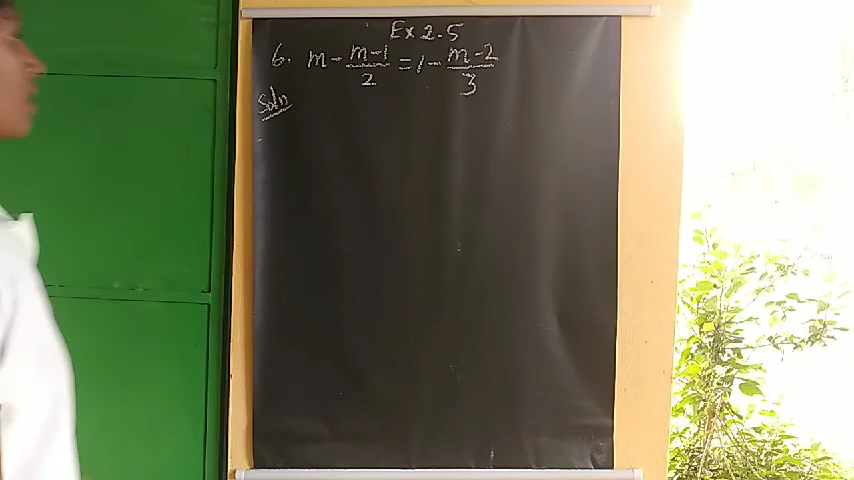 Ex 2.5
6. m - (m-1)/2 = 1 - (m-2)/3
Soln